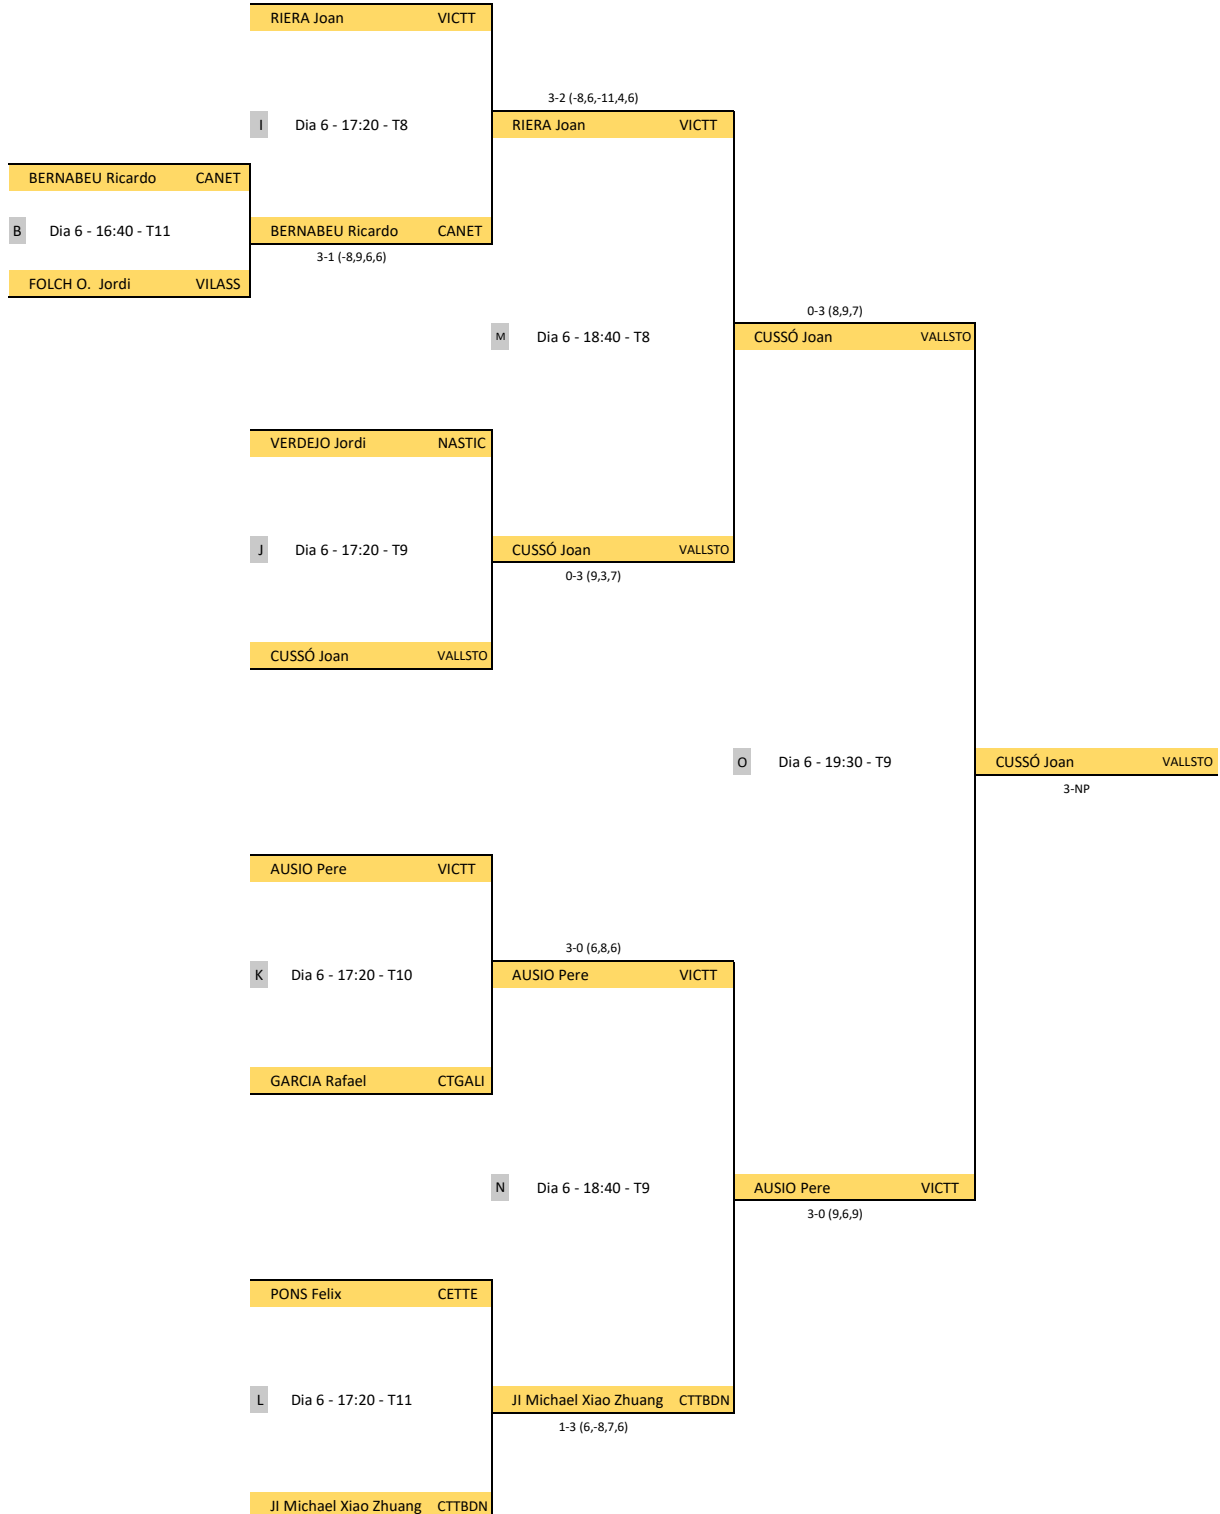 RIERA Joan VICTT
3-2 (-8,6,-11,4,6)
I Dia 6 - 17:20 - T8 RIERA Joan VICTT
BERNABEU Ricardo CANET
B Dia 6 - 16:40 - T11 BERNABEU Ricardo CANET
3-1 (-8,9,6,6)
FOLCH O. Jordi VILASS
0-3 (8,9,7)
M Dia 6 - 18:40 - T8 CUSSÓ Joan VALLSTO
VERDEJO Jordi NASTIC
J Dia 6 - 17:20 - T9 CUSSÓ Joan VALLSTO
0-3 (9,3,7)
CUSSÓ Joan VALLSTO
O Dia 6 - 19:30 - T9 CUSSÓ Joan VALLSTO
3-NP
AUSIO Pere VICTT
3-0 (6,8,6)
K Dia 6 - 17:20 - T10 AUSIO Pere VICTT
GARCIA Rafael CTGALI
N Dia 6 - 18:40 - T9 AUSIO Pere VICTT
3-0 (9,6,9)
PONS Felix CETTE
L Dia 6 - 17:20 - T11 JI Michael Xiao Zhuang CTTBDN
1-3 (6,-8,7,6)
JI Michael Xiao Zhuang CTTBDN